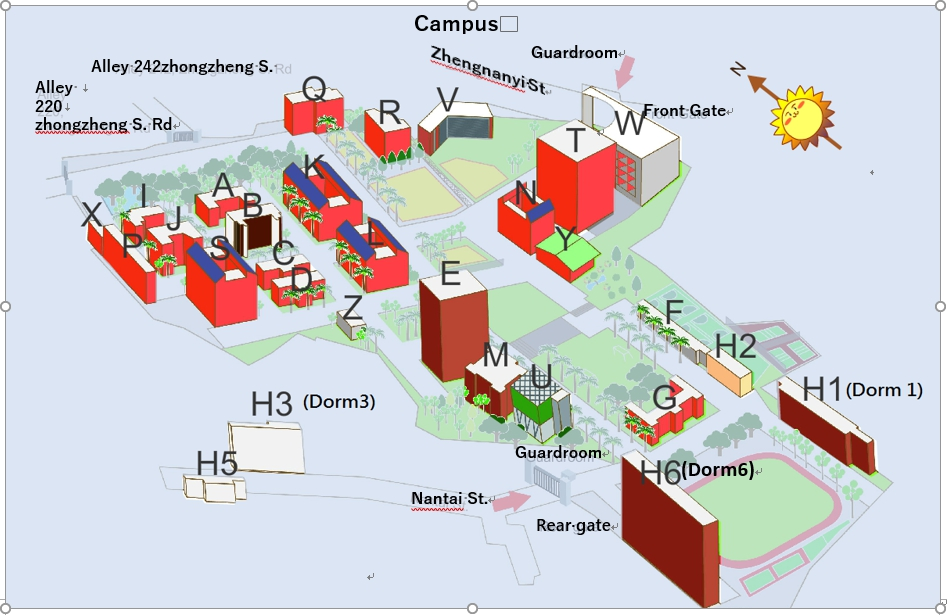 Campus
Alley 242zhongzheng S.
Rd
Alley
220
zhongzheng S. Rd
Zhengnanyi St
Guardroom
Front Gate
N
Q
R
V
T
W
K
N
A
I
B
X
J
L
P
S
C
Y
D
E
Z
F
H2
M
U
G
H1(Dorm 1)
H3 (Dorm3)
Guardroom
H5
H6(Dorm6)
Nantai St.
Rear gate